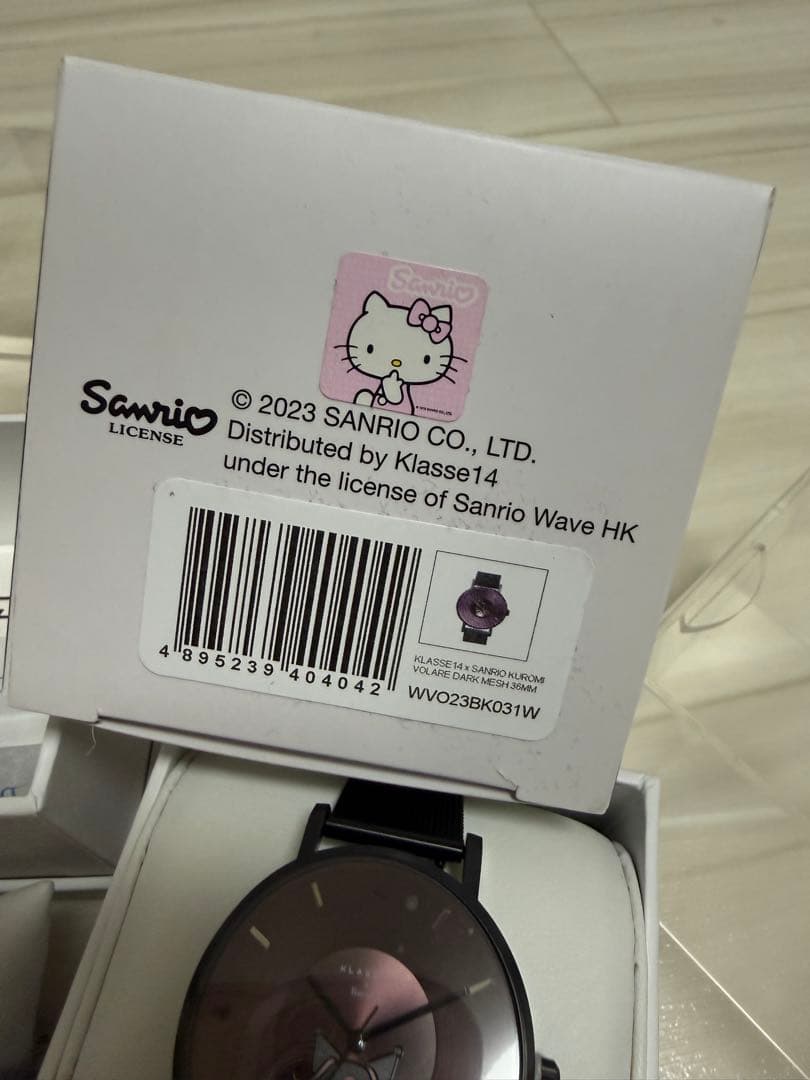 Sanrio
Sanrio
LICENSE
© 2023 SANRIO CO., LTD.
Distributed by Klasse14
under the license of Sanrio Wave HK
4 895239 404042
KLASSE14 x SANRIO KUROMI
VOLARE DARK MESH 36MM
WVO23BK031W
KLAS